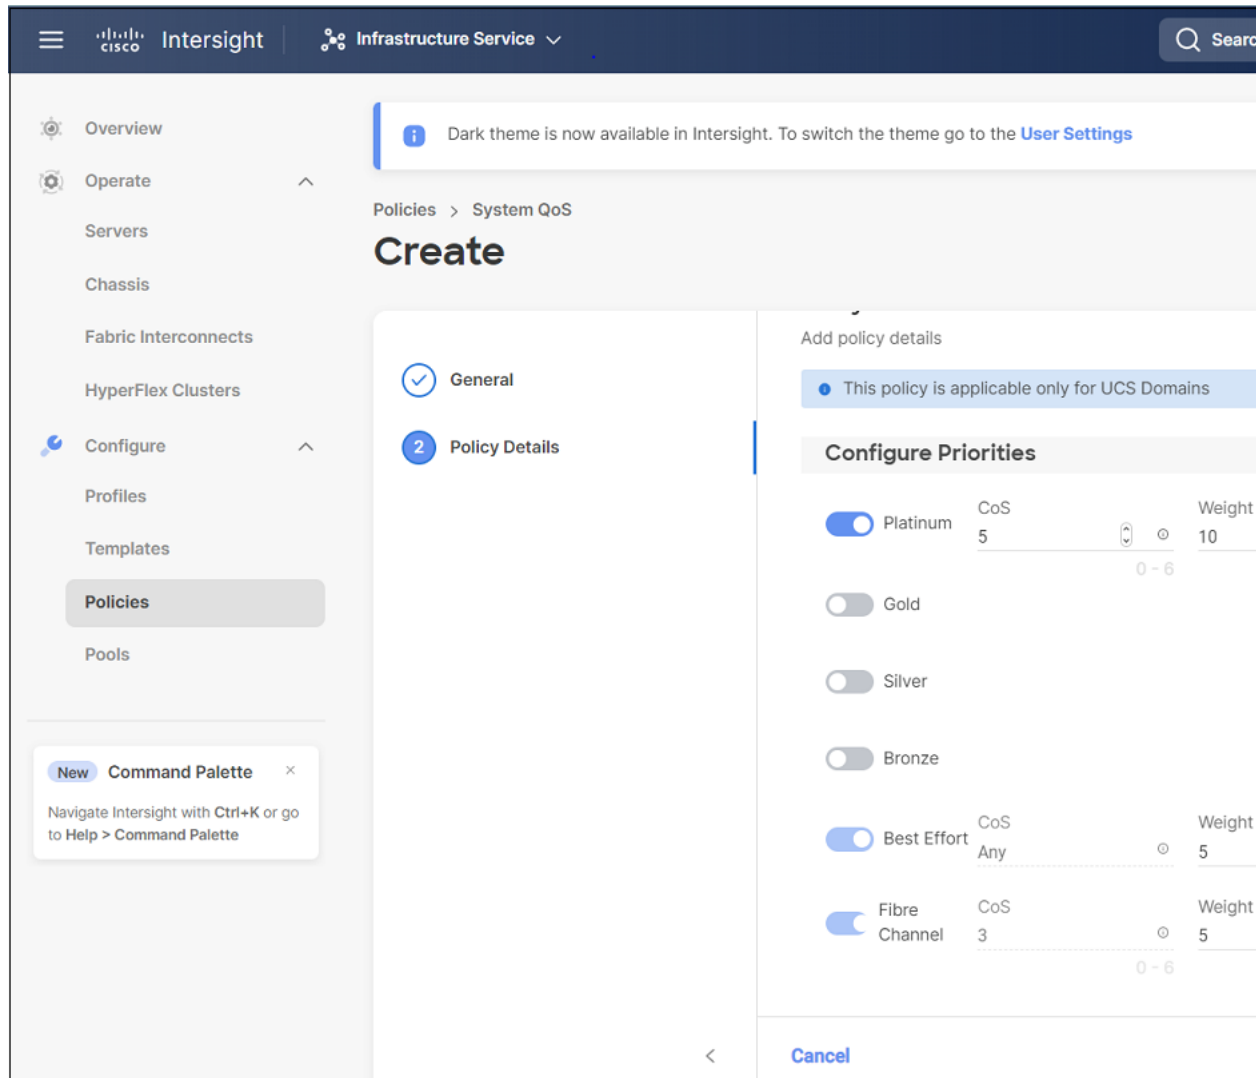 cisco Intersight Infrastructure Service
Overview
Operate
Servers
Chassis
Fabric Interconnects
HyperFlex Clusters
Configure
Profiles
Templates
Policies
Pools
New Command Palette
Navigate Intersight with Ctrl+K or go
to Help > Command Palette
Dark theme is now available in Intersight. To switch the theme go to the User Settings
Policies > System QoS
Create
General
2 Policy Details
Add policy details
This policy is applicable only for UCS Domains
Configure Priorities
Platinum
CoS
5
0 - 6
Weight
10
Gold
Silver
Bronze
Best Effort
CoS
Any
Weight
5
Fibre
Channel
CoS
3
0 - 6
Weight
5
Cancel